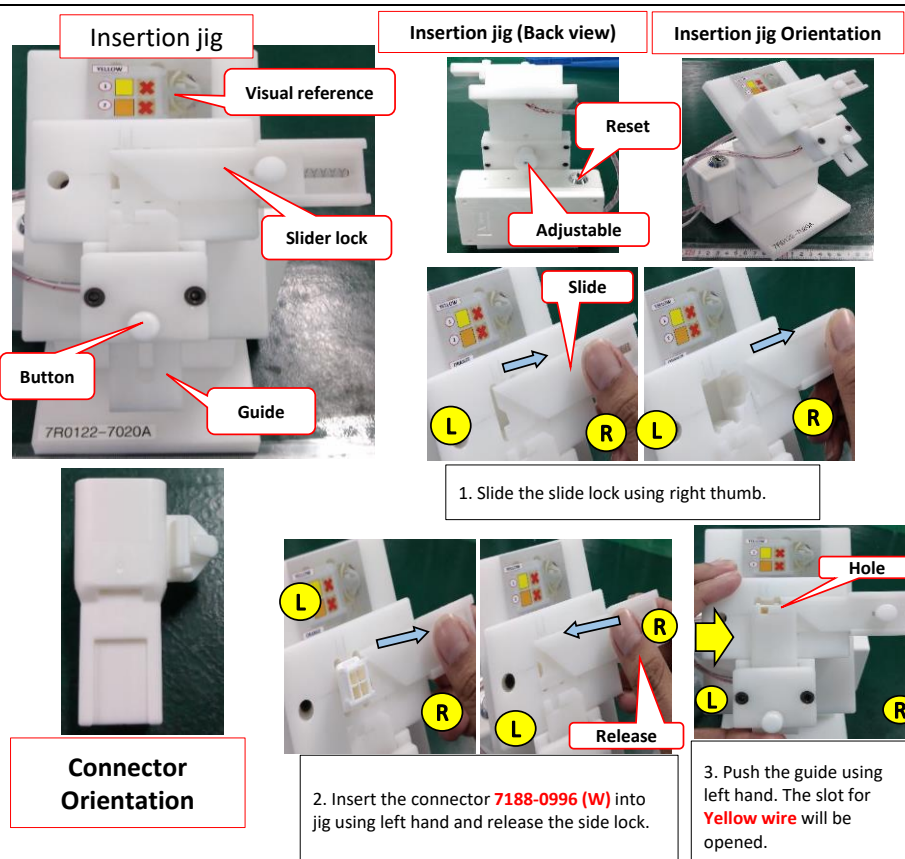 Insertion jig
Insertion jig (Back view)
Insertion jig Orientation
YELLOW
1
2
Visual reference
Slider lock
Button
Guide
7R0122-7020A
Reset
Adjustable
Slide
L
R
L
R
1. Slide the slide lock using right thumb.
Connector
Orientation
L
R
L
R
Release
2. Insert the connector 7188-0996 (W) into
jig using left hand and release the side lock.
Hole
L
R
3. Push the guide using
left hand. The slot for
Yellow wire will be
opened.